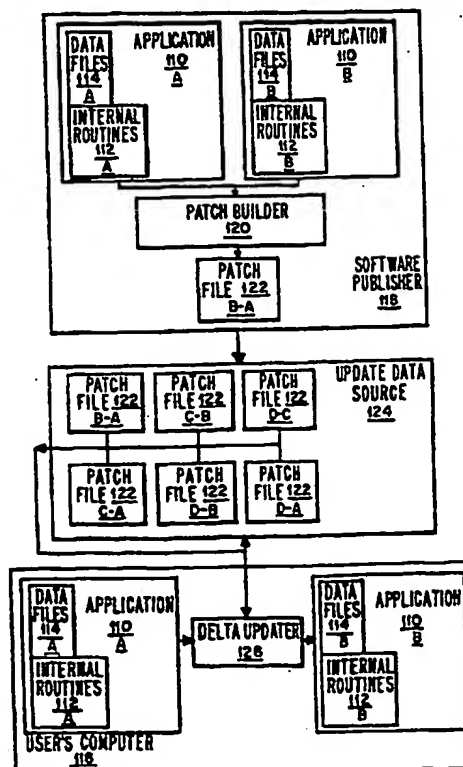 DATA
FILES
114
A
APPLICATION
110
A
INTERNAL
ROUTINES
112
A
DATA
FILES
114
B
APPLICATION
110
B
INTERNAL
ROUTINES
112
B
PATCH BUILDER
120
PATCH
FILE 122
B-A
SOFTWARE
PUBLISHER
118
PATCH
FILE 122
B-A
PATCH
FILE 122
C-B
PATCH
FILE 122
D-C
UPDATE DATA
SOURCE
124
PATCH
FILE 122
C-A
PATCH
FILE 122
D-B
PATCH
FILE 122
D-A
DATA
FILES
114
A
APPLICATION
110
A
INTERNAL
ROUTINES
112
A
USER'S COMPUTER
116
DELTA UPDATER
126
DATA
FILES
114
B
APPLICATION
110
B
INTERNAL
ROUTINES
112
B